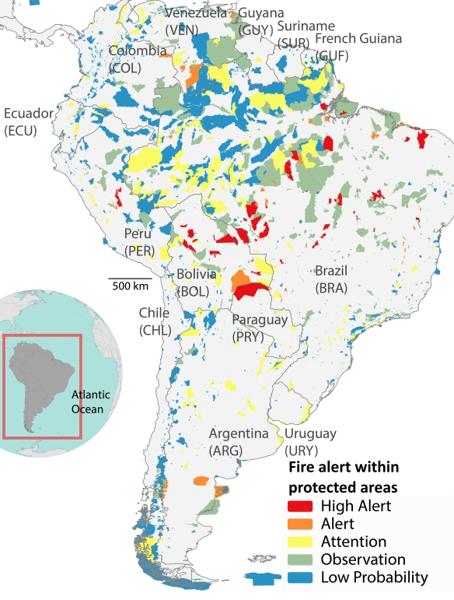 Venezuela
(VEN)
Guyana
(GUY)
Suriname
(SUR)
French Guiana
(GUF)
Colombia
(COL)
Ecuador
(ECU)
Peru
(PER)
500 km
Bolivia
(BOL)
Brazil
(BRA)
Chile
(CHL)
Paraguay
(PRY)
Atlantic
Ocean
Argentina
(ARG)
Uruguay
(URY)
Fire alert within
protected areas
High Alert
Alert
Attention
Observation
Low Probability